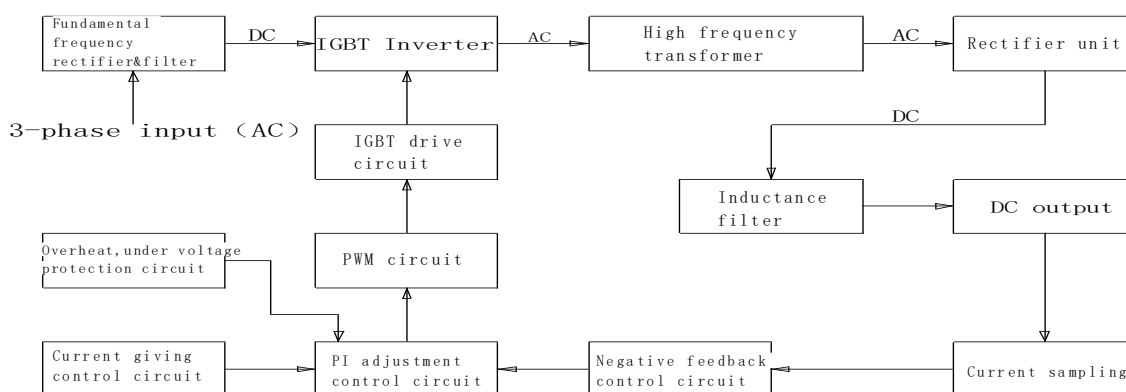 Fundamental
frequency
rectifier&filter
DC
IGBT Inverter
AC
High frequency
transformer
AC
Rectifier unit
3-phase input（AC）
DC
IGBT drive
circuit
Inductance
filter
DC output
Overheat,under voltage
protection circuit
PWM circuit
Current giving
control circuit
PI adjustment
control circuit
Negative feedback
control circuit
Current sampling